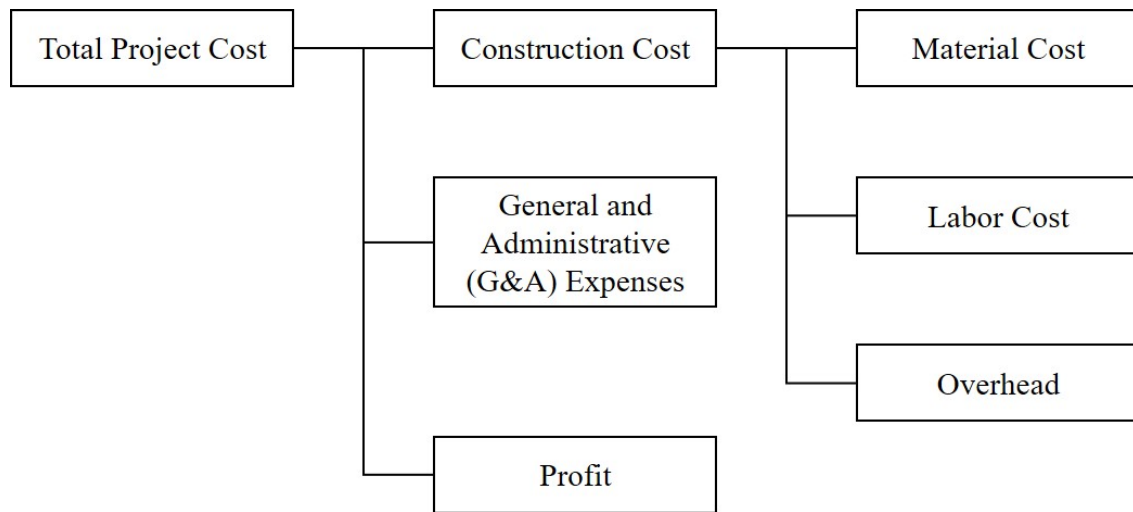 Total Project Cost
Construction Cost
Material Cost
General and
Administrative
(G&A) Expenses
Labor Cost
Overhead
Profit